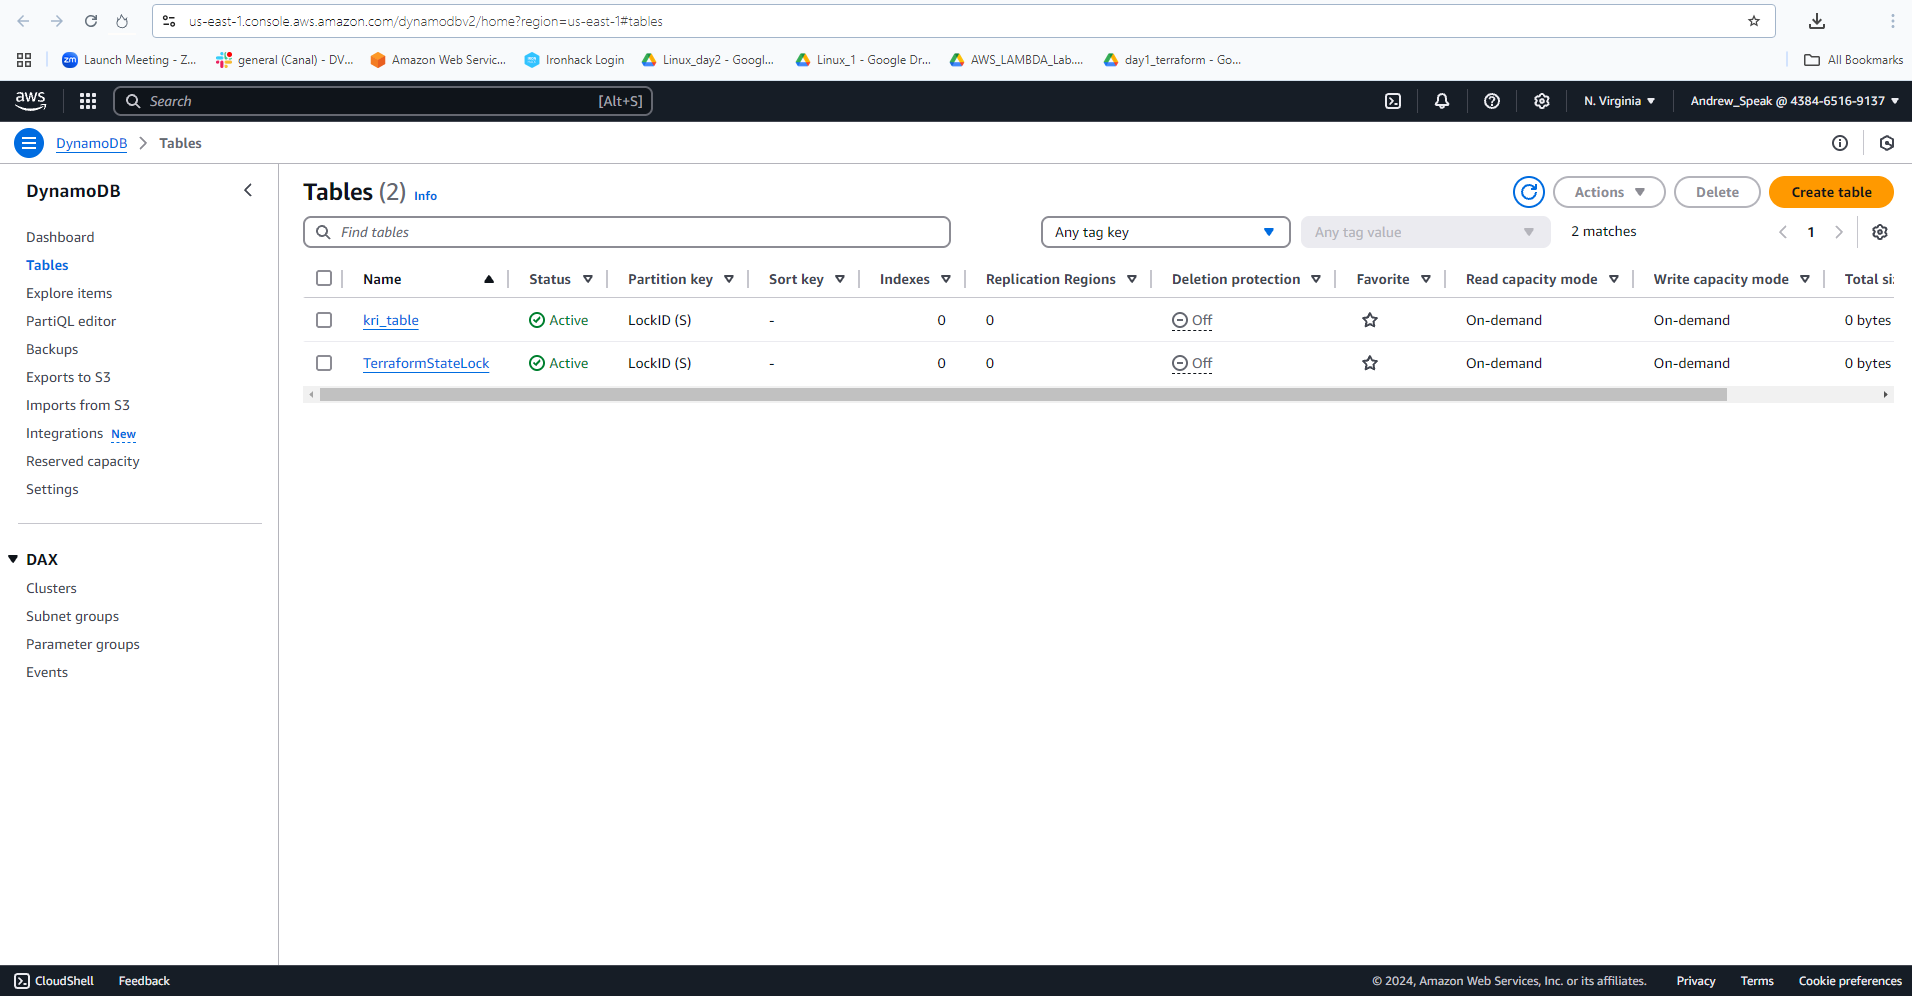 us-east-1.console.aws.amazon.com/dynamodbv2/home?region=us-east-1#tables
zm Launch Meeting - Z... general (Canal) - DV... Amazon Web Servic... Ironhack Login Linux_day2 - Googl... Linux_1 - Google Dr... AWS_LAMBDA_Lab.... day1_terraform - Go... All Bookmarks
aws Search [Alt+S] N. Virginia Andrew_Speak @ 4384-6516-9137
DynamoDB Tables
DynamoDB
Dashboard
Tables
Explore items
PartiQL editor
Backups
Exports to S3
Imports from S3
Integrations New
Reserved capacity
Settings
DAX
Clusters
Subnet groups
Parameter groups
Events
Tables (2) Info Actions Delete Create table
Find tables Any tag key Any tag value 2 matches 1
Name Status Partition key Sort key Indexes Replication Regions Deletion protection Favorite Read capacity mode Write capacity mode Total si
kri_table Active LockID (S) - 0 0 Off On-demand On-demand 0 bytes
TerraformStateLock Active LockID (S) - 0 0 Off On-demand On-demand 0 bytes
CloudShell Feedback © 2024, Amazon Web Services, Inc. or its affiliates. Privacy Terms Cookie preferences